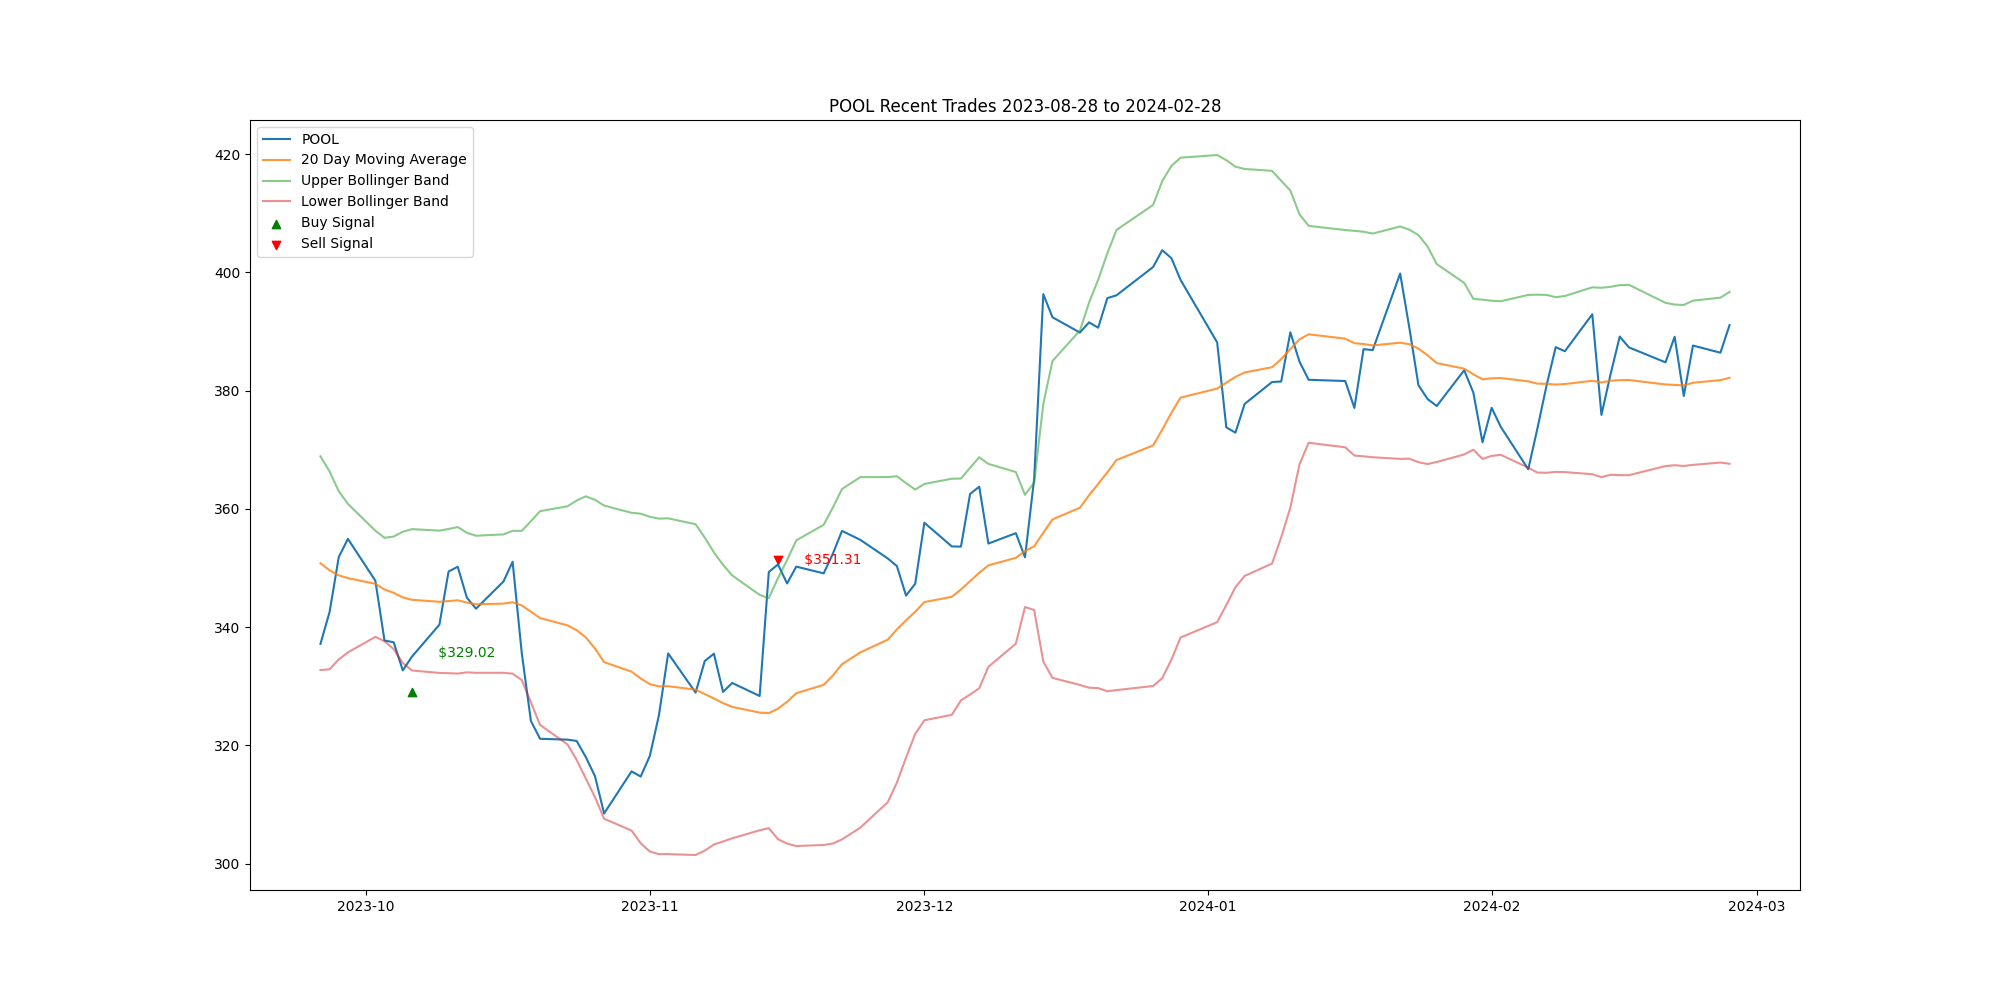 POOL Recent Trades 2023-08-28 to 2024-02-28
POOL
20 Day Moving Average
Upper Bollinger Band
Lower Bollinger Band
Buy Signal
Sell Signal
420
400
380
360
340
320
300
$351.31
$329.02
2023-10
2023-11
2023-12
2024-01
2024-02
2024-03